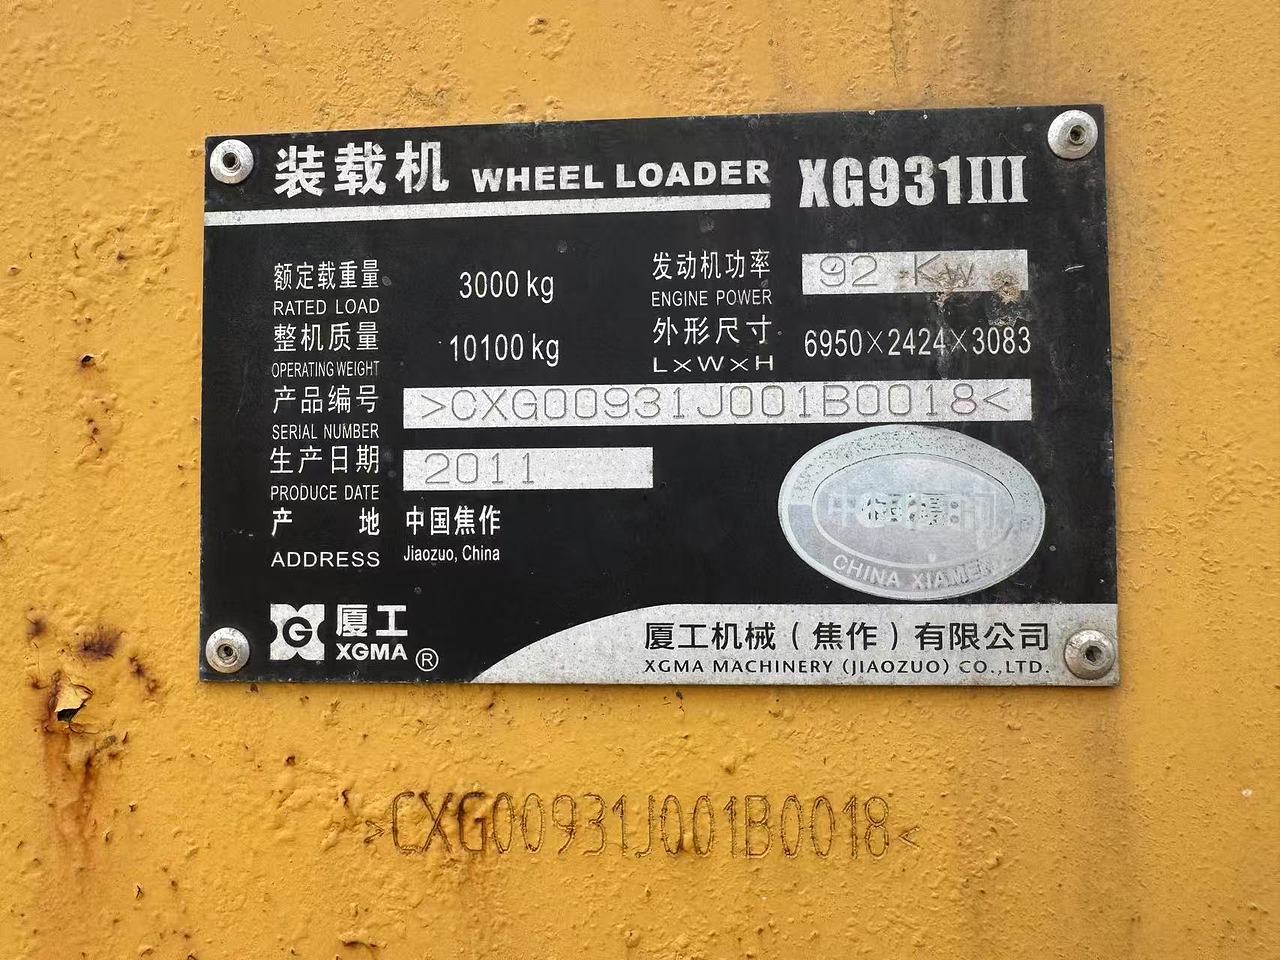 装载机 WHEEL LOADER XG931III
额定载重量 3000 kg 发动机功率 92 Kw
RATED LOAD ENGINE POWER
整机质量 10100 kg 外形尺寸 6950×2424×3083
OPERATING WEIGHT L×W×H
产品编号 >CXG00931J001B0018<
SERIAL NUMBER
生产日期 2011
PRODUCE DATE
产地 中国焦作
ADDRESS Jiaozuo, China
CHINA XIAMEN
G 厦工
XGMA ®
厦工机械(焦作)有限公司
XGMA MACHINERY (JIAOZUO) CO.,LTD.
>CXG00931J001B0018<